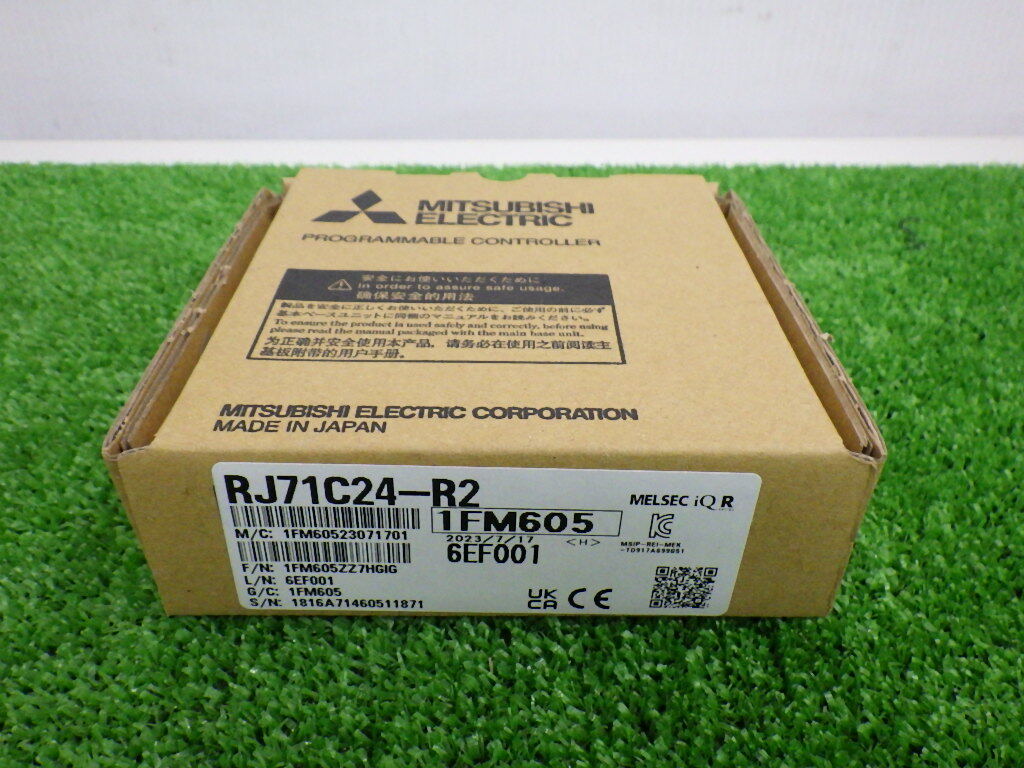 MITSUBISHI
ELECTRIC
PROGRAMMABLE CONTROLLER
安全にお使いいただくために
In order to assure safe usage.
确保安全的用法
製品を安全に正しくお使いいただくために、ご使用の前に必ず
基本ベースユニットに同梱のマニュアルをお読みください。
To ensure the product is used safely and correctly, before using
please read the manual packaged with the main base unit.
为正确并安全使用本产品，请务必在使用之前阅读主
基板附带的用户手册。
MITSUBISHI ELECTRIC CORPORATION
MADE IN JAPAN
RJ71C24-R2
MELSEC iQ R
1FM605
M/C: 1FM60523071701
2023/7/17 <H>
MSIP-REI-MEK
6EF001
F/N: 1FM605ZZ7HGIG
L/N: 6EF001
G/C: 1FM605
S/N: 1816A71460511871
UK
CA CE